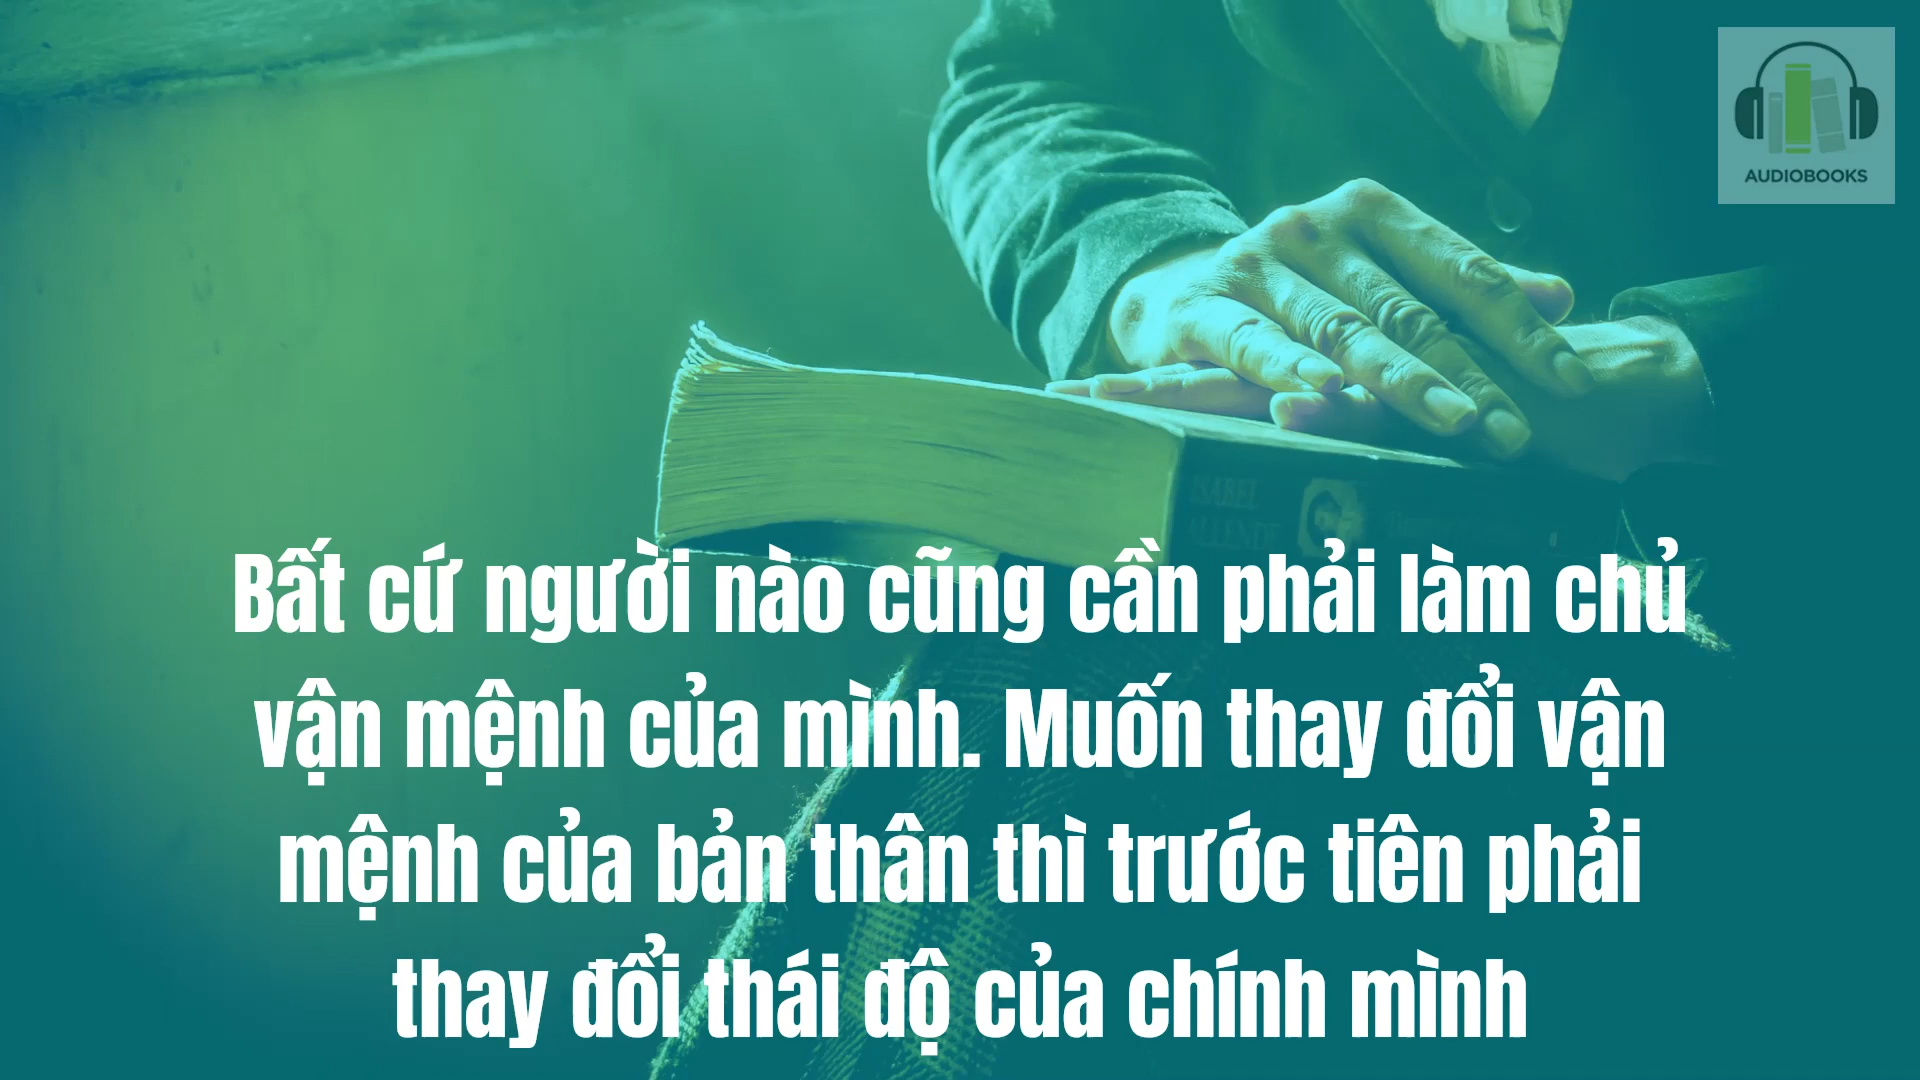 AUDIOBOOKS
Bất cứ người nào cũng cần phải làm chủ
vận mệnh của mình. Muốn thay đổi vận
mệnh của bản thân thì trước tiên phải
thay đổi thái độ của chính mình